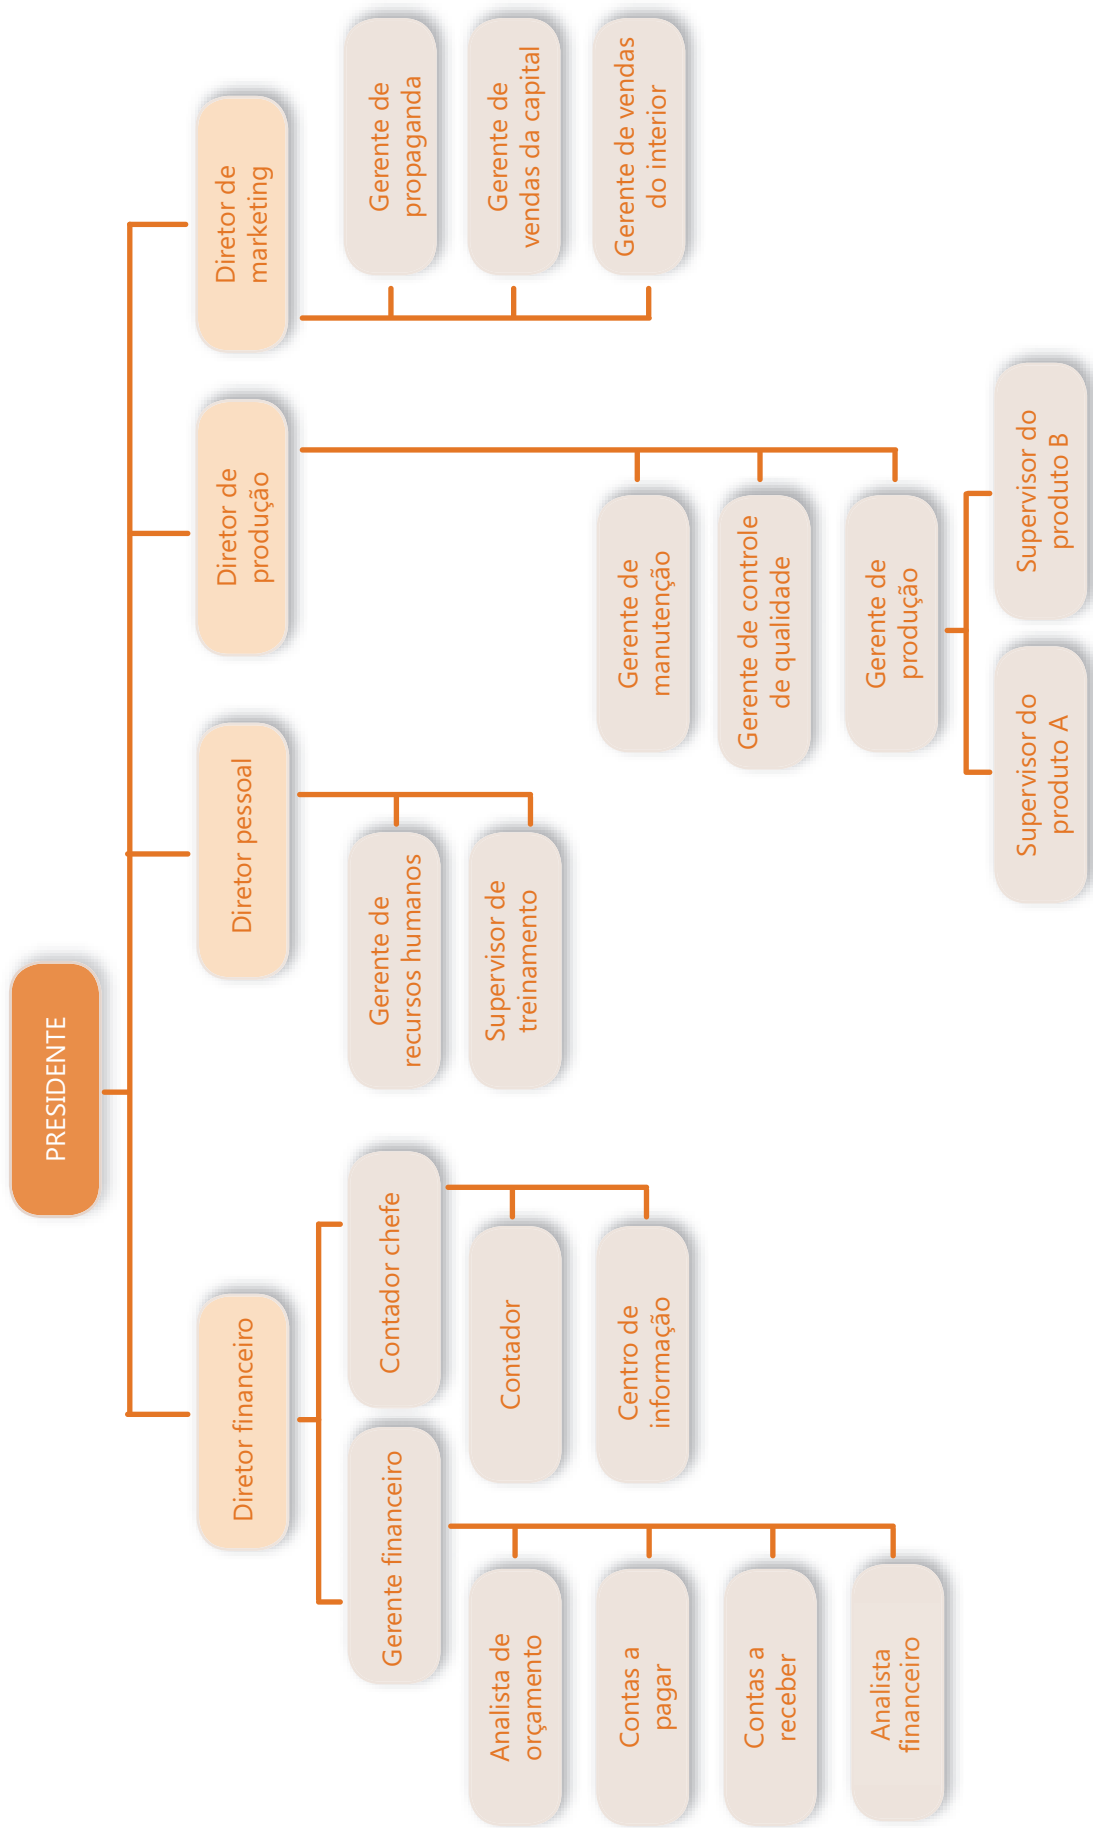 PRESIDENTE
Diretor financeiro
Diretor pessoal
Diretor de
produção
Diretor de
marketing
Gerente financeiro
Contador chefe
Analista de
orçamento
Contas a
pagar
Contas a
receber
Analista
financeiro
Contador
Centro de
informação
Gerente de
recursos humanos
Supervisor de
treinamento
Gerente de
manutenção
Gerente de controle
de qualidade
Gerente de
produção
Supervisor do
produto A
Supervisor do
produto B
Gerente de
propaganda
Gerente de
vendas da capital
Gerente de vendas
do interior